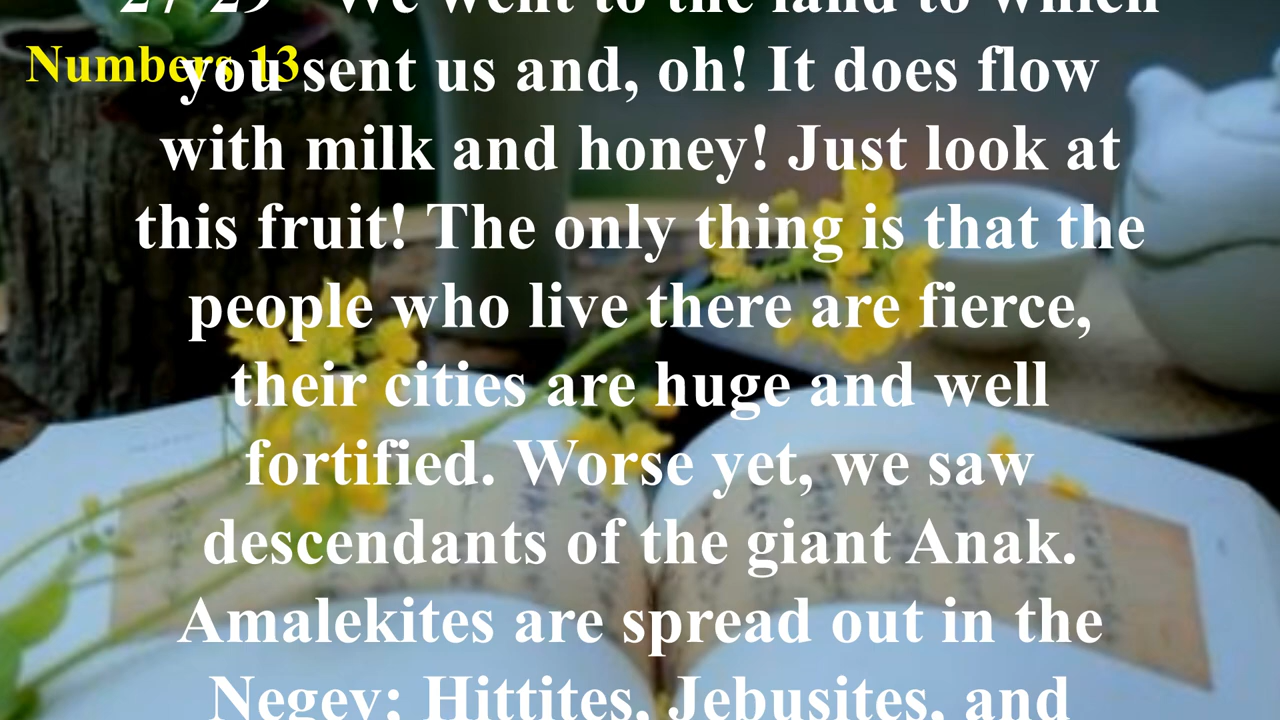 27-29 We went to the land to which
Numbers 13
you sent us and, oh! It does flow
with milk and honey! Just look at
this fruit! The only thing is that the
people who live there are fierce,
their cities are huge and well
fortified. Worse yet, we saw
descendants of the giant Anak.
Amalekites are spread out in the
Negev; Hittites, Jebusites, and